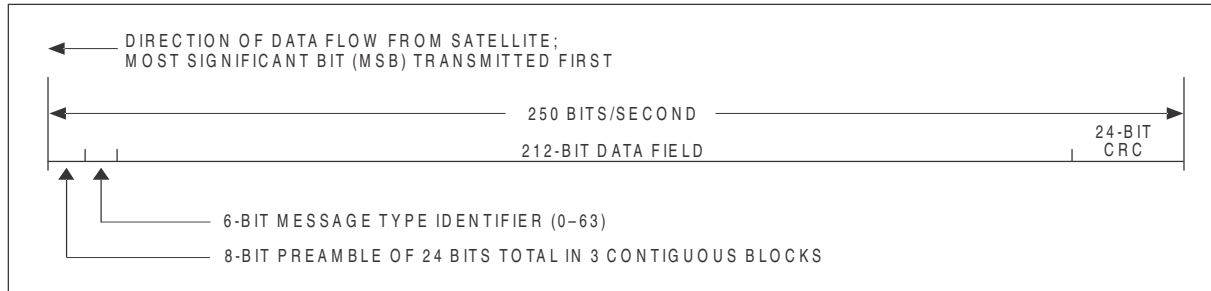 DIRECTION OF DATA FLOW FROM SATELLITE;
MOST SIGNIFICANT BIT (MSB) TRANSMITTED FIRST
250 BITS/SECOND
212-BIT DATA FIELD
24-BIT
CRC
6-BIT MESSAGE TYPE IDENTIFIER (0–63)
8-BIT PREAMBLE OF 24 BITS TOTAL IN 3 CONTIGUOUS BLOCKS